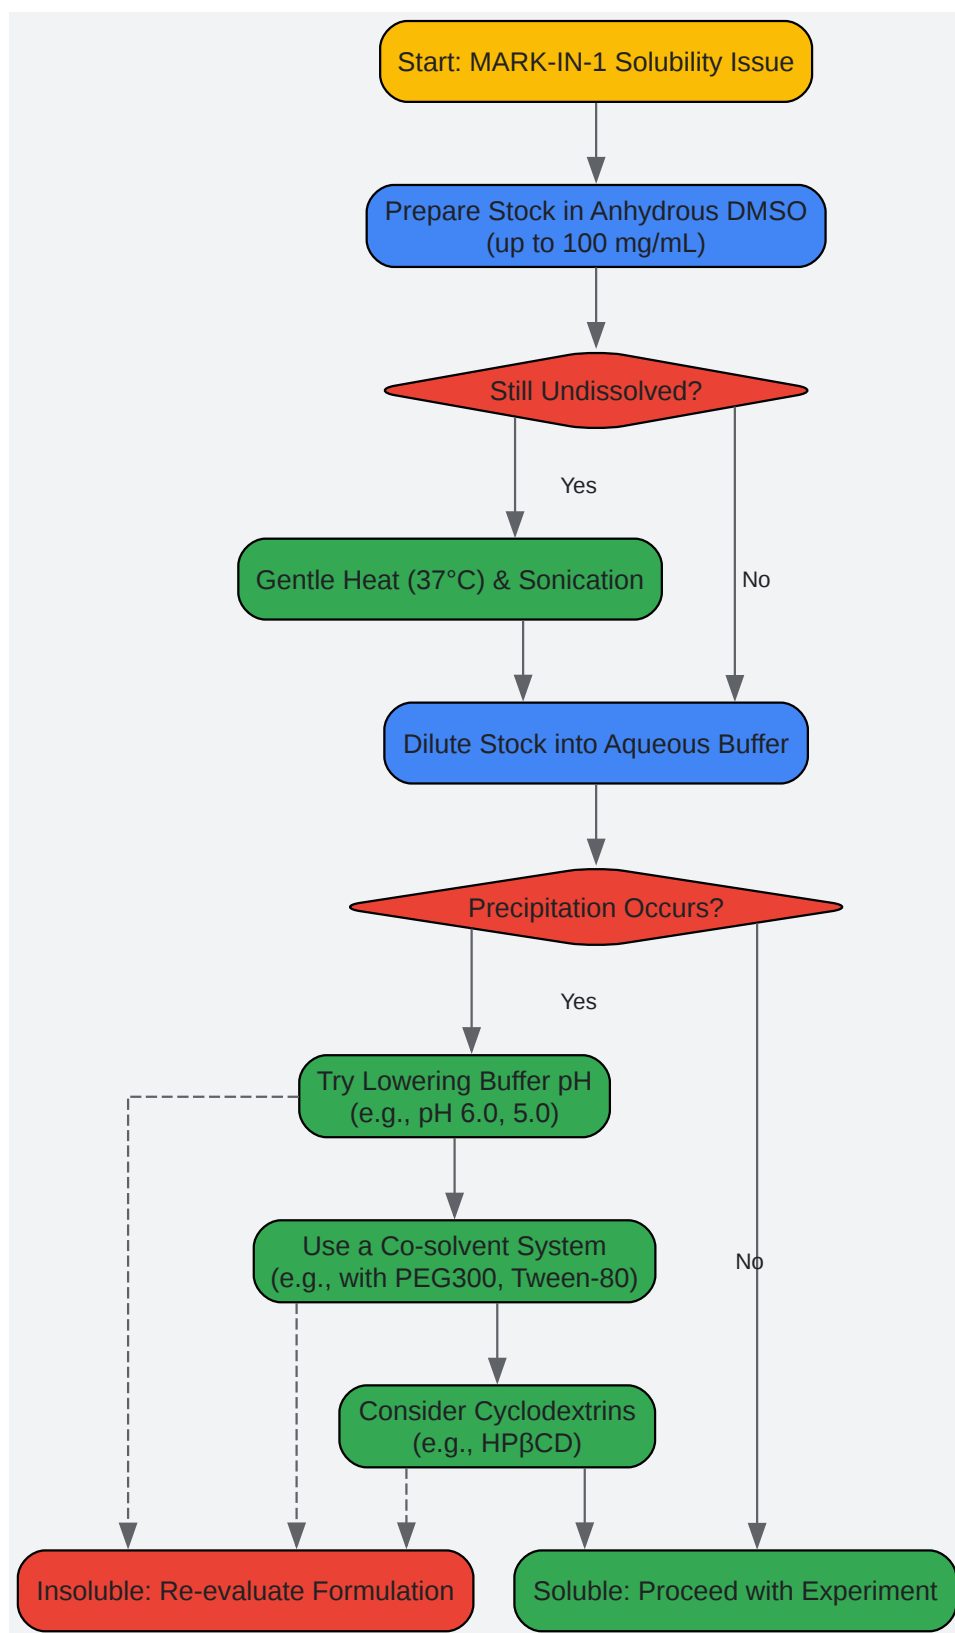 Start: MARK-IN-1 Solubility Issue
Prepare Stock in Anhydrous DMSO
(up to 100 mg/mL)
Still Undissolved?
Yes
Gentle Heat (37°C) & Sonication
No
Dilute Stock into Aqueous Buffer
Precipitation Occurs?
Yes
Try Lowering Buffer pH
(e.g., pH 6.0, 5.0)
Use a Co-solvent System
(e.g., with PEG300, Tween-80)
No
Consider Cyclodextrins
(e.g., HPβCD)
Insoluble: Re-evaluate Formulation
Soluble: Proceed with Experiment